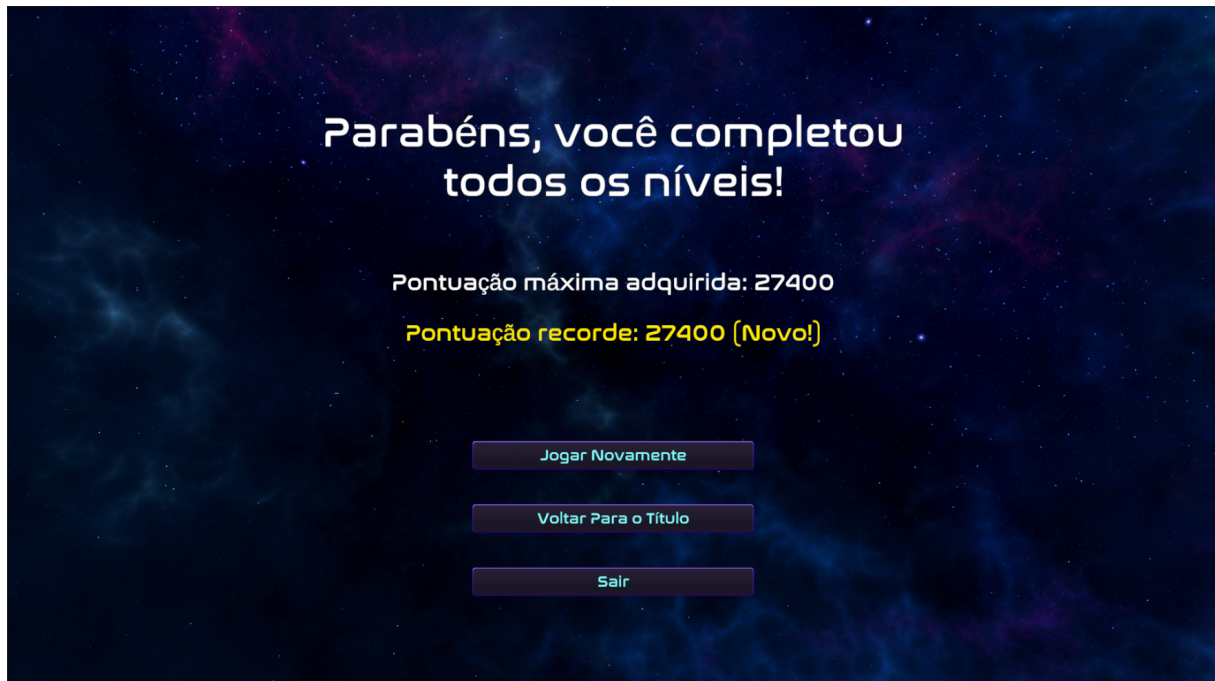 Parabéns, você completou
todos os níveis!
Pontuação máxima adquirida: 27400
Pontuação recorde: 27400 (Novo!)
Jogar Novamente
Voltar Para o Título
Sair